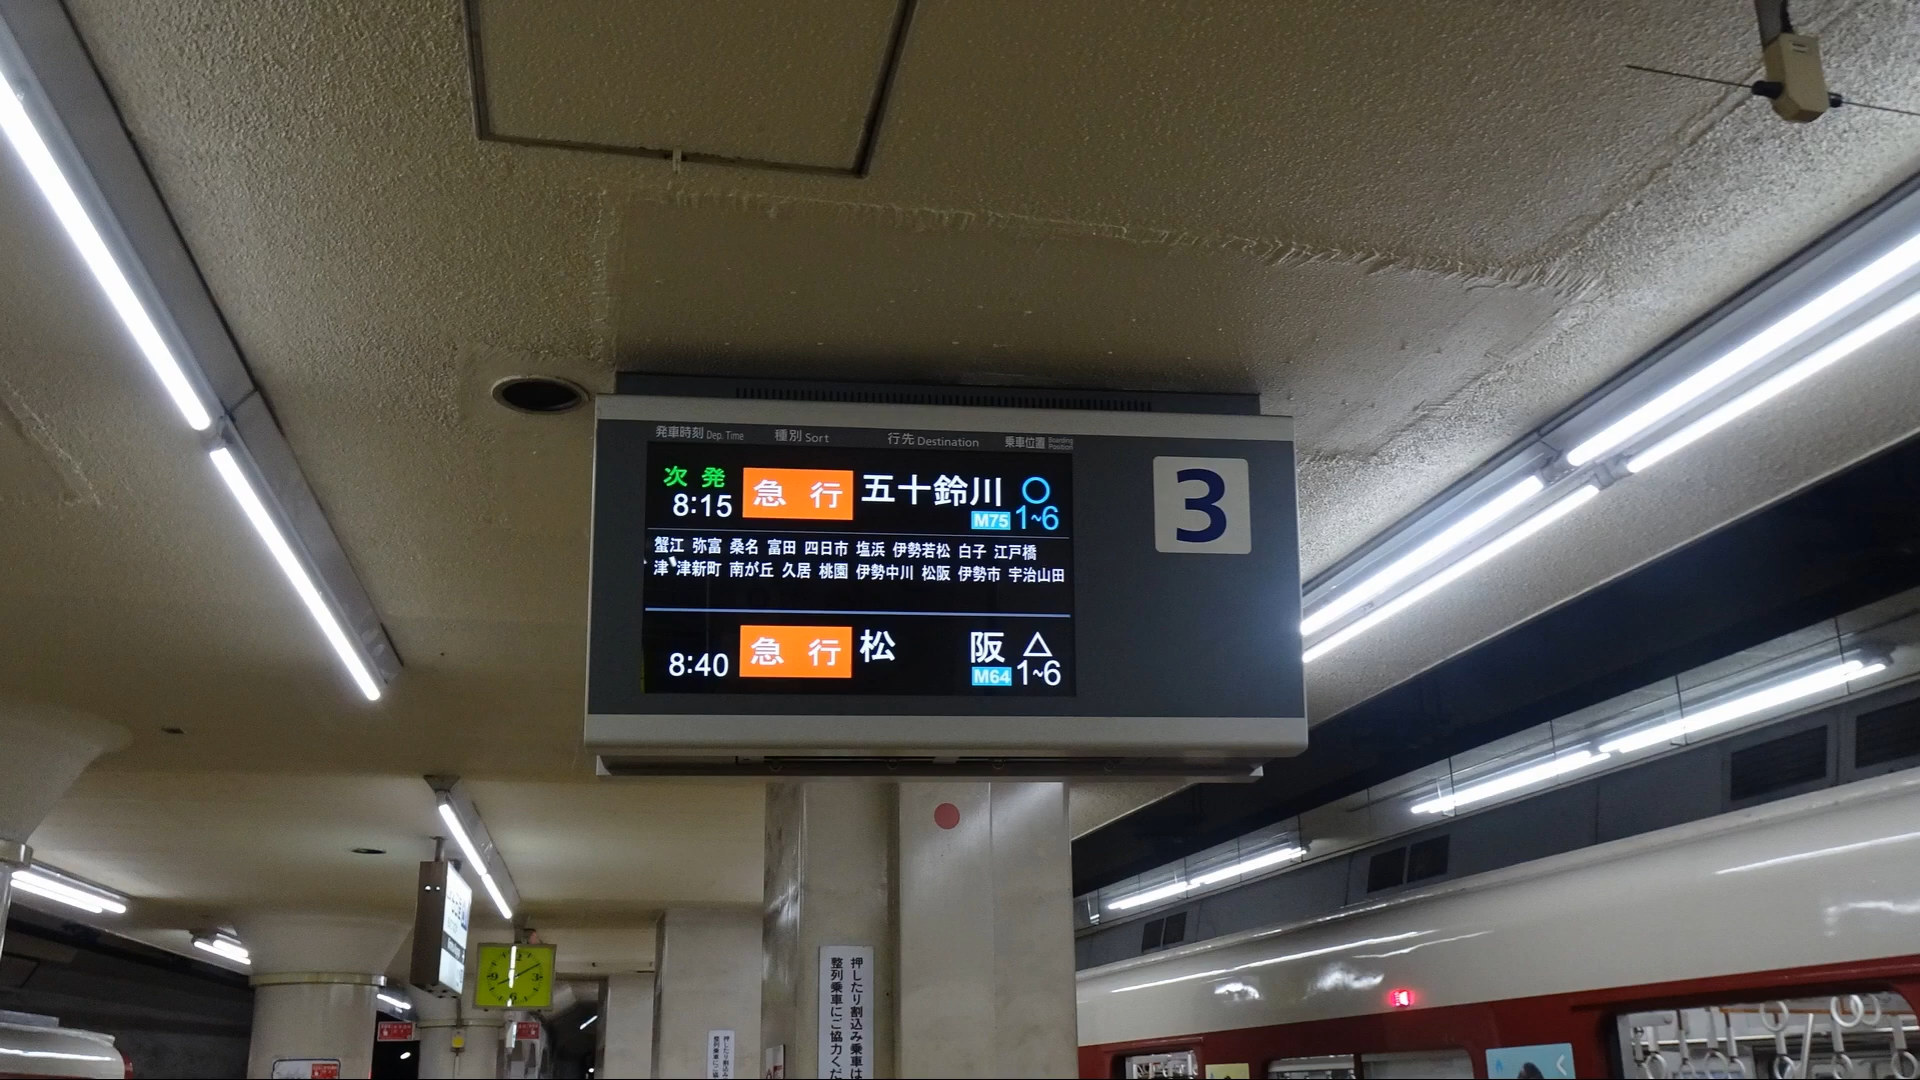 発車時刻 Dep. Time 種別 Sort 行先 Destination 乗車位置 Boarding Position
次発
8:15 急行 五十鈴川 ○
M75 1~6
蟹江 弥富 桑名 富田 四日市 塩浜 伊勢若松 白子 江戸橋
津 津新町 南が丘 久居 桃園 伊勢中川 松阪 伊勢市 宇治山田
8:40 急行 松阪 △
M64 1~6
3
押したり割込み乗車は
整列乗車にご協力くだ